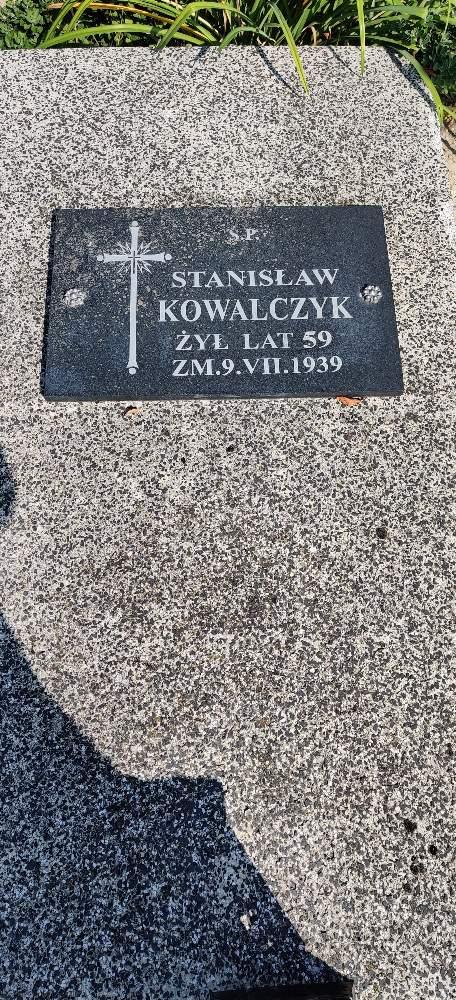 Ś.P.
STANISŁAW
KOWALCZYK
ŻYŁ LAT 59
ZM.9.VII.1939